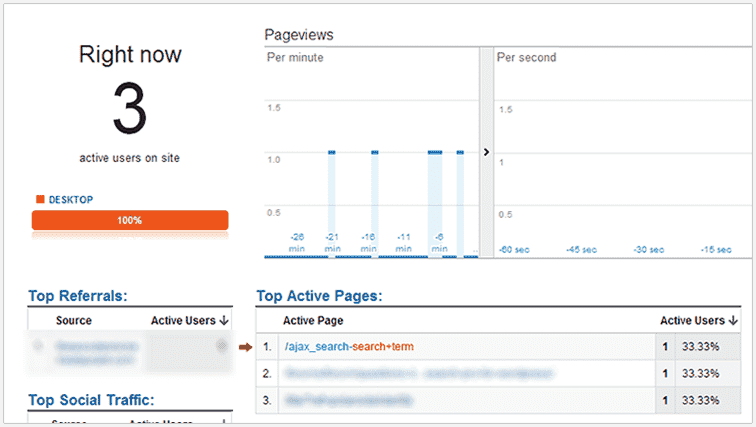 Right now
3
active users on site
DESKTOP
100%
Pageviews
Per minute
1.5
1.0
0.5
-26 min
-21 min
-16 min
-11 min
-6 min
Per second
1.5
1
0.5
-60 sec
-45 sec
-30 sec
-15 sec
Top Referrals:
Source Active Users
Top Social Traffic:
Source Active Users
Top Active Pages:
Active Page Active Users
1. /ajax_search-search+term 1 33.33%
2. 1 33.33%
3. 1 33.33%